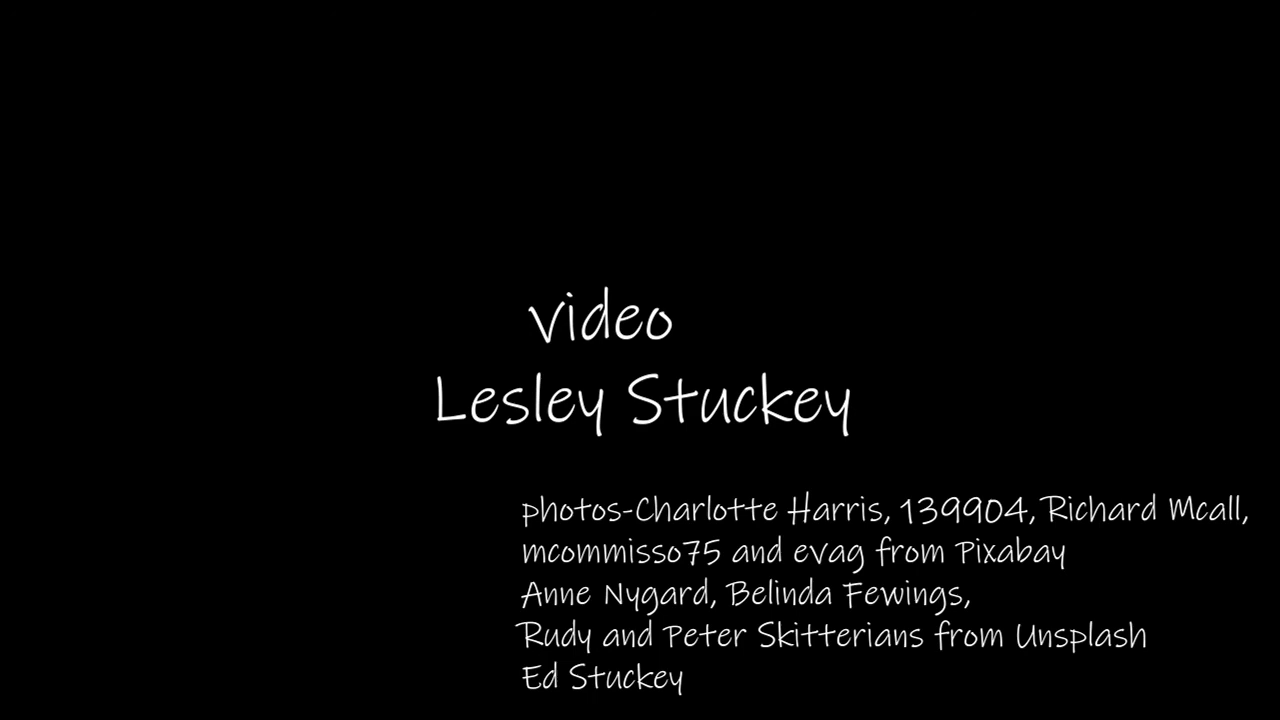 video
Lesley Stuckey
photos-Charlotte Harris, 139904, Richard Mcall,
mcommisso75 and evag from Pixabay
Anne Nygard, Belinda Fewings,
Rudy and Peter Skitterians from Unsplash
Ed Stuckey